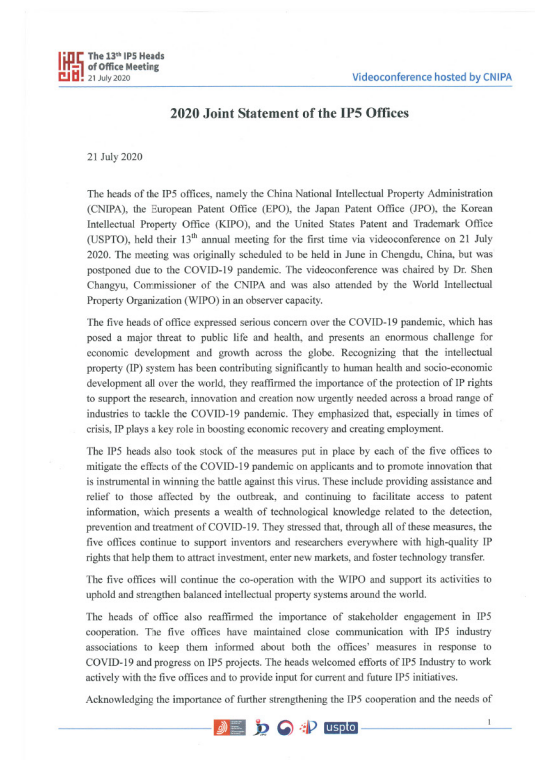 The 13th IP5 Heads
of Office Meeting
21 July 2020
Videoconference hosted by CNIPA
2020 Joint Statement of the IP5 Offices
21 July 2020
The heads of the IP5 offices, namely the China National Intellectual Property Administration
(CNIPA), the European Patent Office (EPO), the Japan Patent Office (JPO), the Korean
Intellectual Property Office (KIPO), and the United States Patent and Trademark Office
(USPTO), held their 13th annual meeting for the first time via videoconference on 21 July
2020. The meeting was originally scheduled to be held in June in Chengdu, China, but was
postponed due to the COVID-19 pandemic. The videoconference was chaired by Dr. Shen
Changyu, Commissioner of the CNIPA and was also attended by the World Intellectual
Property Organization (WIPO) in an observer capacity.
The five heads of office expressed serious concern over the COVID-19 pandemic, which has
posed a major threat to public life and health, and presents an enormous challenge for
economic development and growth across the globe. Recognizing that the intellectual
property (IP) system has been contributing significantly to human health and socio-economic
development all over the world, they reaffirmed the importance of the protection of IP rights
to support the research, innovation and creation now urgently needed across a broad range of
industries to tackle the COVID-19 pandemic. They emphasized that, especially in times of
crisis, IP plays a key role in boosting economic recovery and creating employment.
The IP5 heads also took stock of the measures put in place by each of the five offices to
mitigate the effects of the COVID-19 pandemic on applicants and to promote innovation that
is instrumental in winning the battle against this virus. These include providing assistance and
relief to those affected by the outbreak, and continuing to facilitate access to patent
information, which presents a wealth of technological knowledge related to the detection,
prevention and treatment of COVID-19. They stressed that, through all of these measures, the
five offices continue to support inventors and researchers everywhere with high-quality IP
rights that help them to attract investment, enter new markets, and foster technology transfer.
The five offices will continue the co-operation with the WIPO and support its activities to
uphold and strengthen balanced intellectual property systems around the world.
The heads of office also reaffirmed the importance of stakeholder engagement in IP5
cooperation. The five offices have maintained close communication with IP5 industry
associations to keep them informed about both the offices' measures in response to
COVID-19 and progress on IP5 projects. The heads welcomed efforts of IP5 Industry to work
actively with the five offices and to provide input for current and future IP5 initiatives.
Acknowledging the importance of further strengthening the IP5 cooperation and the needs of
uspto
1